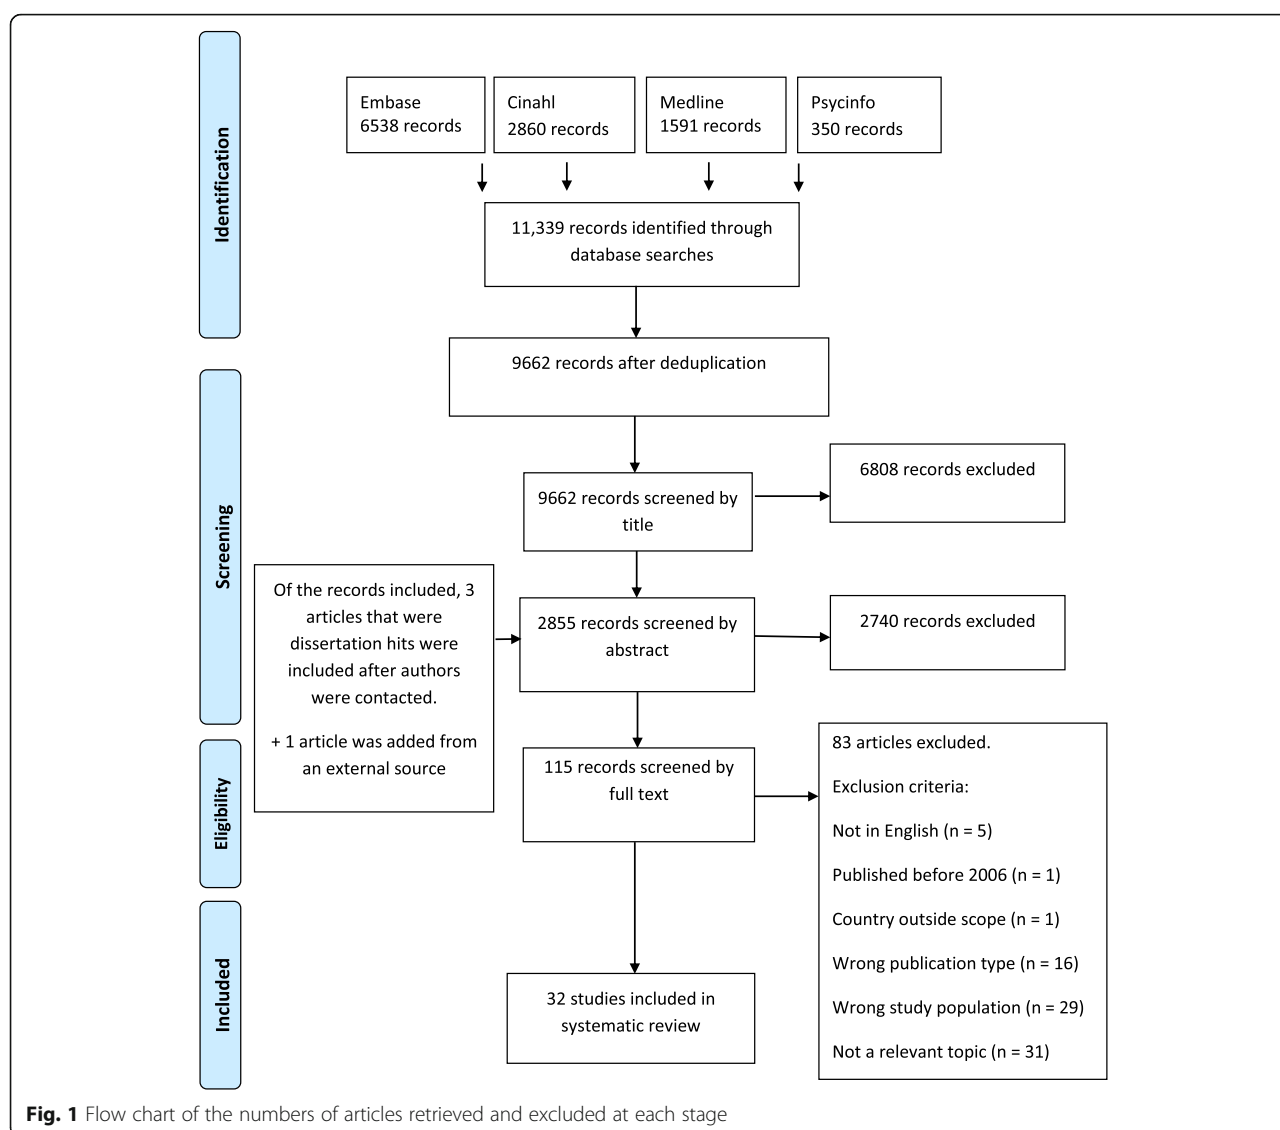 Identification
Embase
6538 records
Cinahl
2860 records
Medline
1591 records
Psycinfo
350 records
11,339 records identified through
database searches
9662 records after deduplication
Screening
9662 records screened by
title
6808 records excluded
Of the records included, 3
articles that were
dissertation hits were
included after authors
were contacted.
+ 1 article was added from
an external source
2855 records screened by
abstract
2740 records excluded
Eligibility
115 records screened by
full text
83 articles excluded.
Exclusion criteria:
Not in English (n = 5)
Published before 2006 (n = 1)
Country outside scope (n = 1)
Wrong publication type (n = 16)
Wrong study population (n = 29)
Not a relevant topic (n = 31)
Included
32 studies included in
systematic review
Fig. 1 Flow chart of the numbers of articles retrieved and excluded at each stage